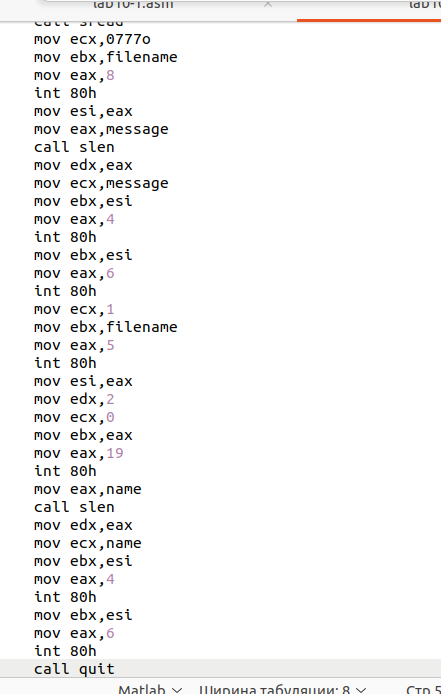 lab10-1.asm × lab10
call sread
mov ecx,0777o
mov ebx,filename
mov eax,8
int 80h
mov esi,eax
mov eax,message
call slen
mov edx,eax
mov ecx,message
mov ebx,esi
mov eax,4
int 80h
mov ebx,esi
mov eax,6
int 80h
mov ecx,1
mov ebx,filename
mov eax,5
int 80h
mov esi,eax
mov edx,2
mov ecx,0
mov ebx,eax
mov eax,19
int 80h
mov eax,name
call slen
mov edx,eax
mov ecx,name
mov ebx,esi
mov eax,4
int 80h
mov ebx,esi
mov eax,6
int 80h
call quit
Matlab Ширина табуляции: 8 Стр 5